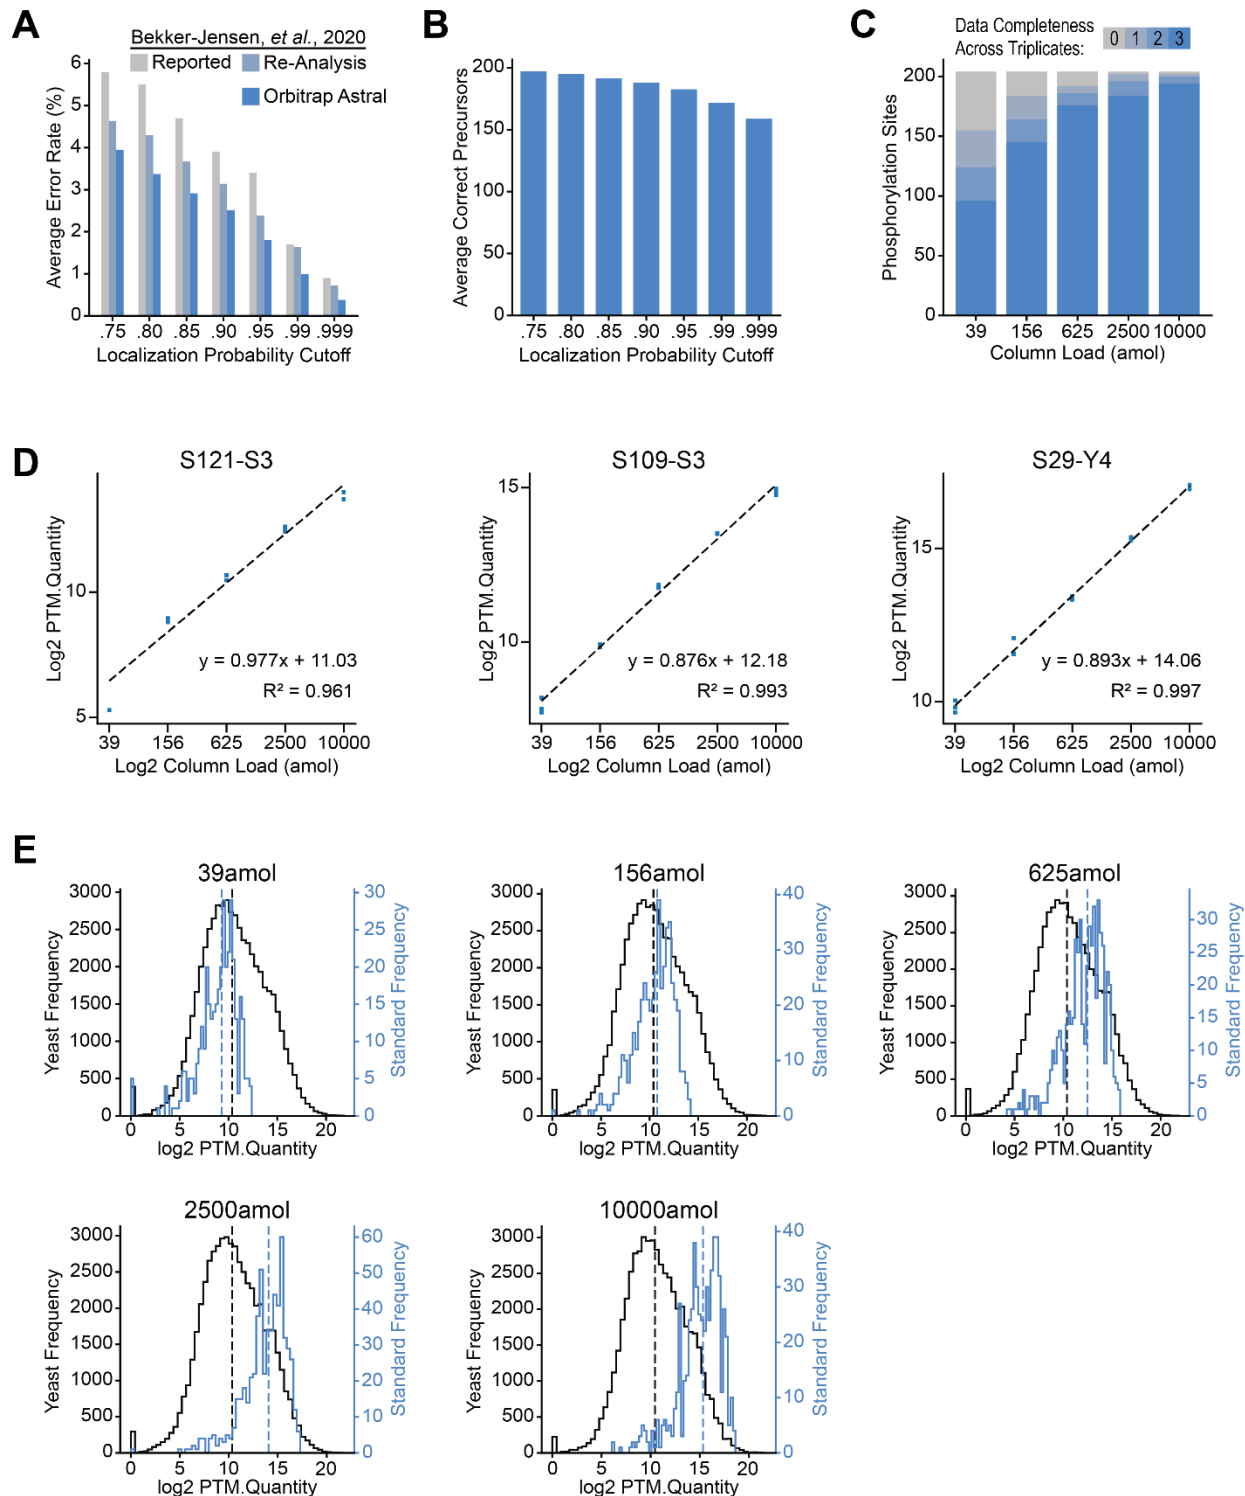 A
Bekker-Jensen, et al., 2020
Reported
Re-Analysis
Orbitrap Astral
Average Error Rate (%)
6
5
4
3
2
1
0
.75 .80 .85 .90 .95 .99 .999
Localization Probability Cutoff
B
Average Correct Precursors
200
150
100
50
0
.75 .80 .85 .90 .95 .99 .9999
Localization Probability Cutoff
C
Data Completeness
Across Triplicates:
0 1 2 3
Phosphorylation Sites
200
150
100
50
0
39 156 625 2500 10000
Column Load (amol)
D
S121-S3
Log2 PTM.Quantity
10
5
y = 0.977x + 11.03
R² = 0.961
39 156 625 2500 10000
Log2 Column Load (amol)
S109-S3
Log2 PTM.Quantity
15
10
y = 0.876x + 12.18
R² = 0.993
39 156 625 2500 10000
Log2 Column Load (amol)
S29-Y4
Log2 PTM.Quantity
15
10
y = 0.893x + 14.06
R² = 0.997
39 156 625 2500 10000
Log2 Column Load (amol)
E
39amol
Yeast Frequency
3000
2500
2000
1500
1000
500
0
Standard Frequency
30
25
20
15
10
5
0
0 5 10 15 20
log2 PTM.Quantity
156amol
Yeast Frequency
3000
2500
2000
1500
1000
500
0
Standard Frequency
40
30
20
10
0
0 5 10 15 20
log2 PTM.Quantity
625amol
Yeast Frequency
3000
2500
2000
1500
1000
500
0
Standard Frequency
30
25
20
15
10
5
0
0 5 10 15 20
log2 PTM.Quantity
2500amol
Yeast Frequency
3000
2500
2000
1500
1000
500
0
Standard Frequency
60
50
40
30
20
10
0
0 5 10 15 20
log2 PTM.Quantity
10000amol
Yeast Frequency
3000
2500
2000
1500
1000
500
0
Standard Frequency
40
30
20
10
0
0 5 10 15 20
log2 PTM.Quantity